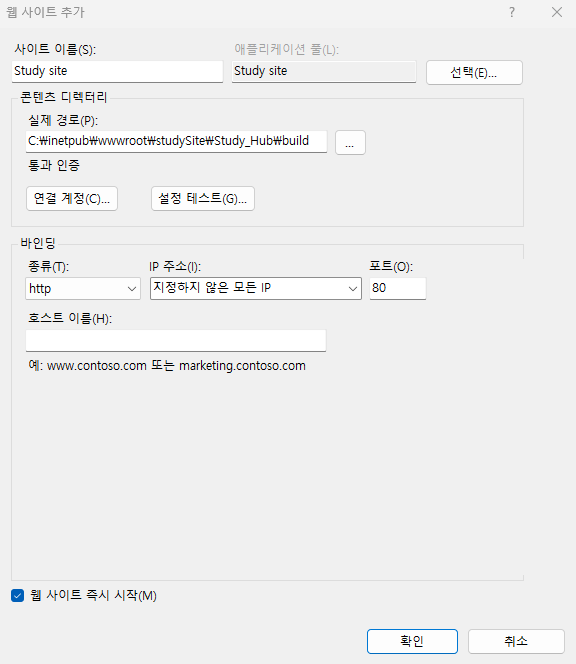 웹 사이트 추가
?
사이트 이름(S):
애플리케이션 풀(L):
Study site
Study site
선택(E)...
콘텐츠 디렉터리
실제 경로(P):
C:₩inetpub₩wwwroot₩studySite₩Study_Hub₩build
...
통과 인증
연결 계정(C)...
설정 테스트(G)...
바인딩
종류(T):
IP 주소(I):
포트(O):
http
지정하지 않은 모든 IP
80
호스트 이름(H):
예: www.contoso.com 또는 marketing.contoso.com
웹 사이트 즉시 시작(M)
확인
취소